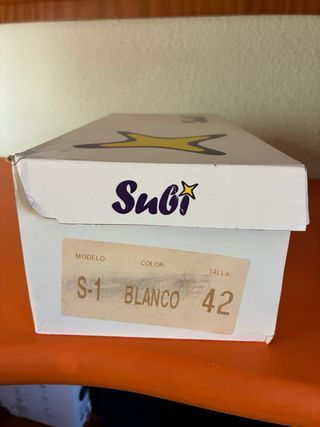 Subi
MODELO COLOR: TALLA:
S-1 BLANCO 42